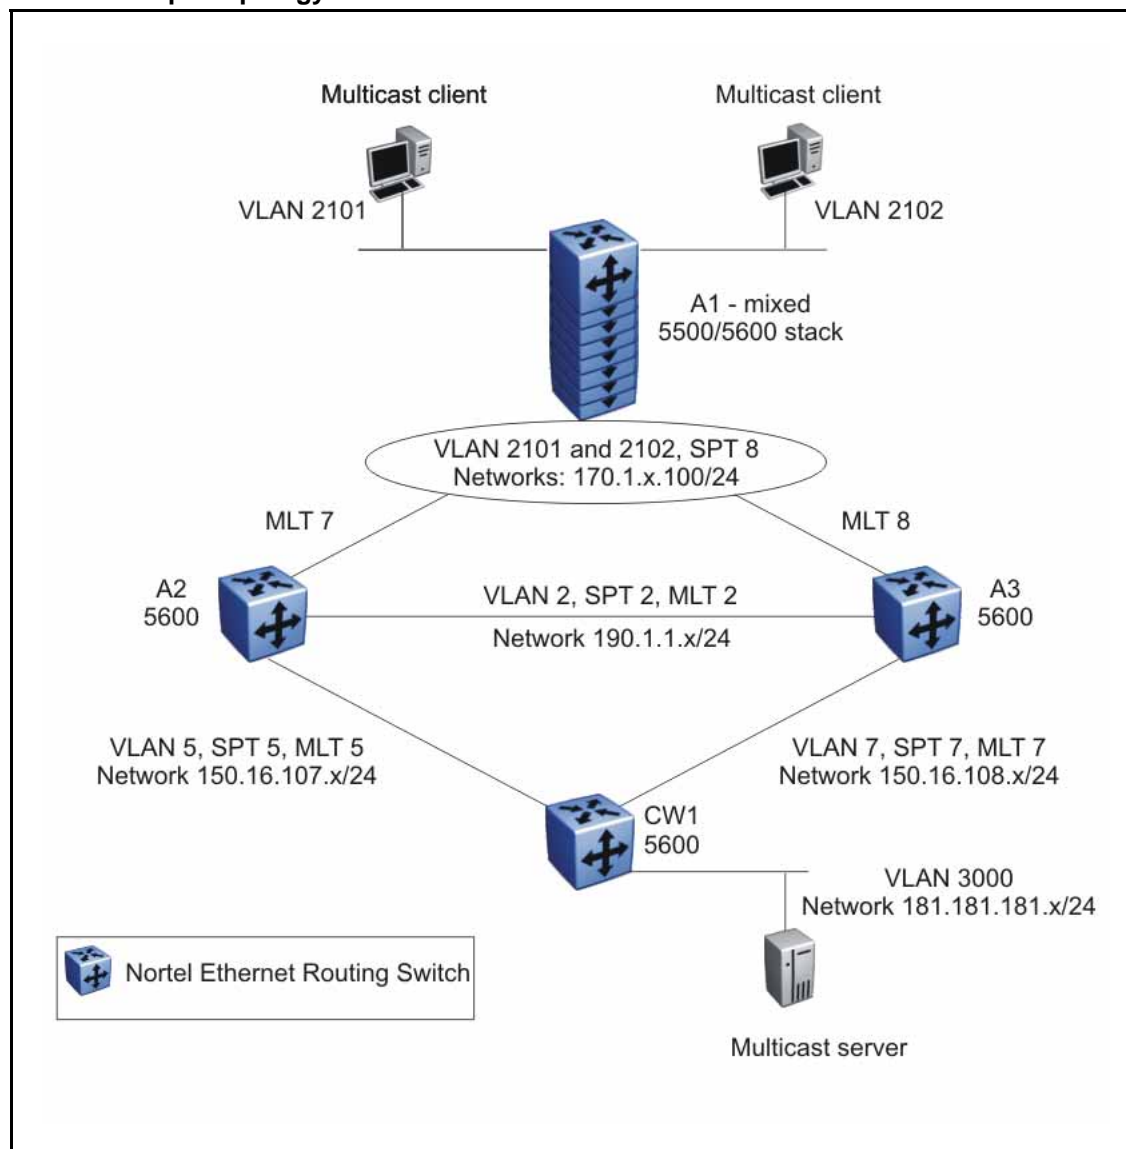 Multicast client
Multicast client
VLAN 2101
VLAN 2102
A1 - mixed
5500/5600 stack
VLAN 2101 and 2102, SPT 8
Networks: 170.1.x.100/24
MLT 7
MLT 8
A2
5600
VLAN 2, SPT 2, MLT 2
Network 190.1.1.x/24
A3
5600
VLAN 5, SPT 5, MLT 5
Network 150.16.107.x/24
VLAN 7, SPT 7, MLT 7
Network 150.16.108.x/24
CW1
5600
VLAN 3000
Network 181.181.181.x/24
Nortel Ethernet Routing Switch
Multicast server